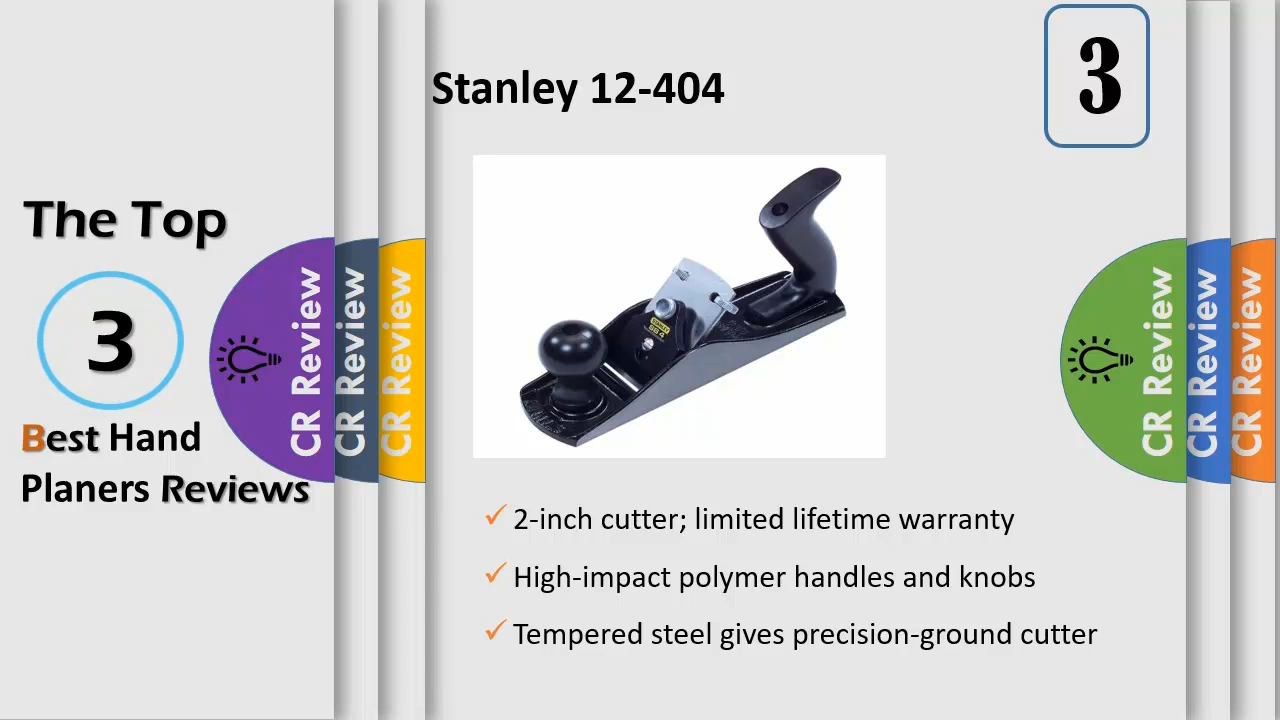 Stanley 12-404
3
The Top
3
Best Hand
Planers Reviews
CR Review
CR Review
CR Review
STANLEY
SB4
CR Review
CR Review
CR Review
2-inch cutter; limited lifetime warranty
High-impact polymer handles and knobs
Tempered steel gives precision-ground cutter